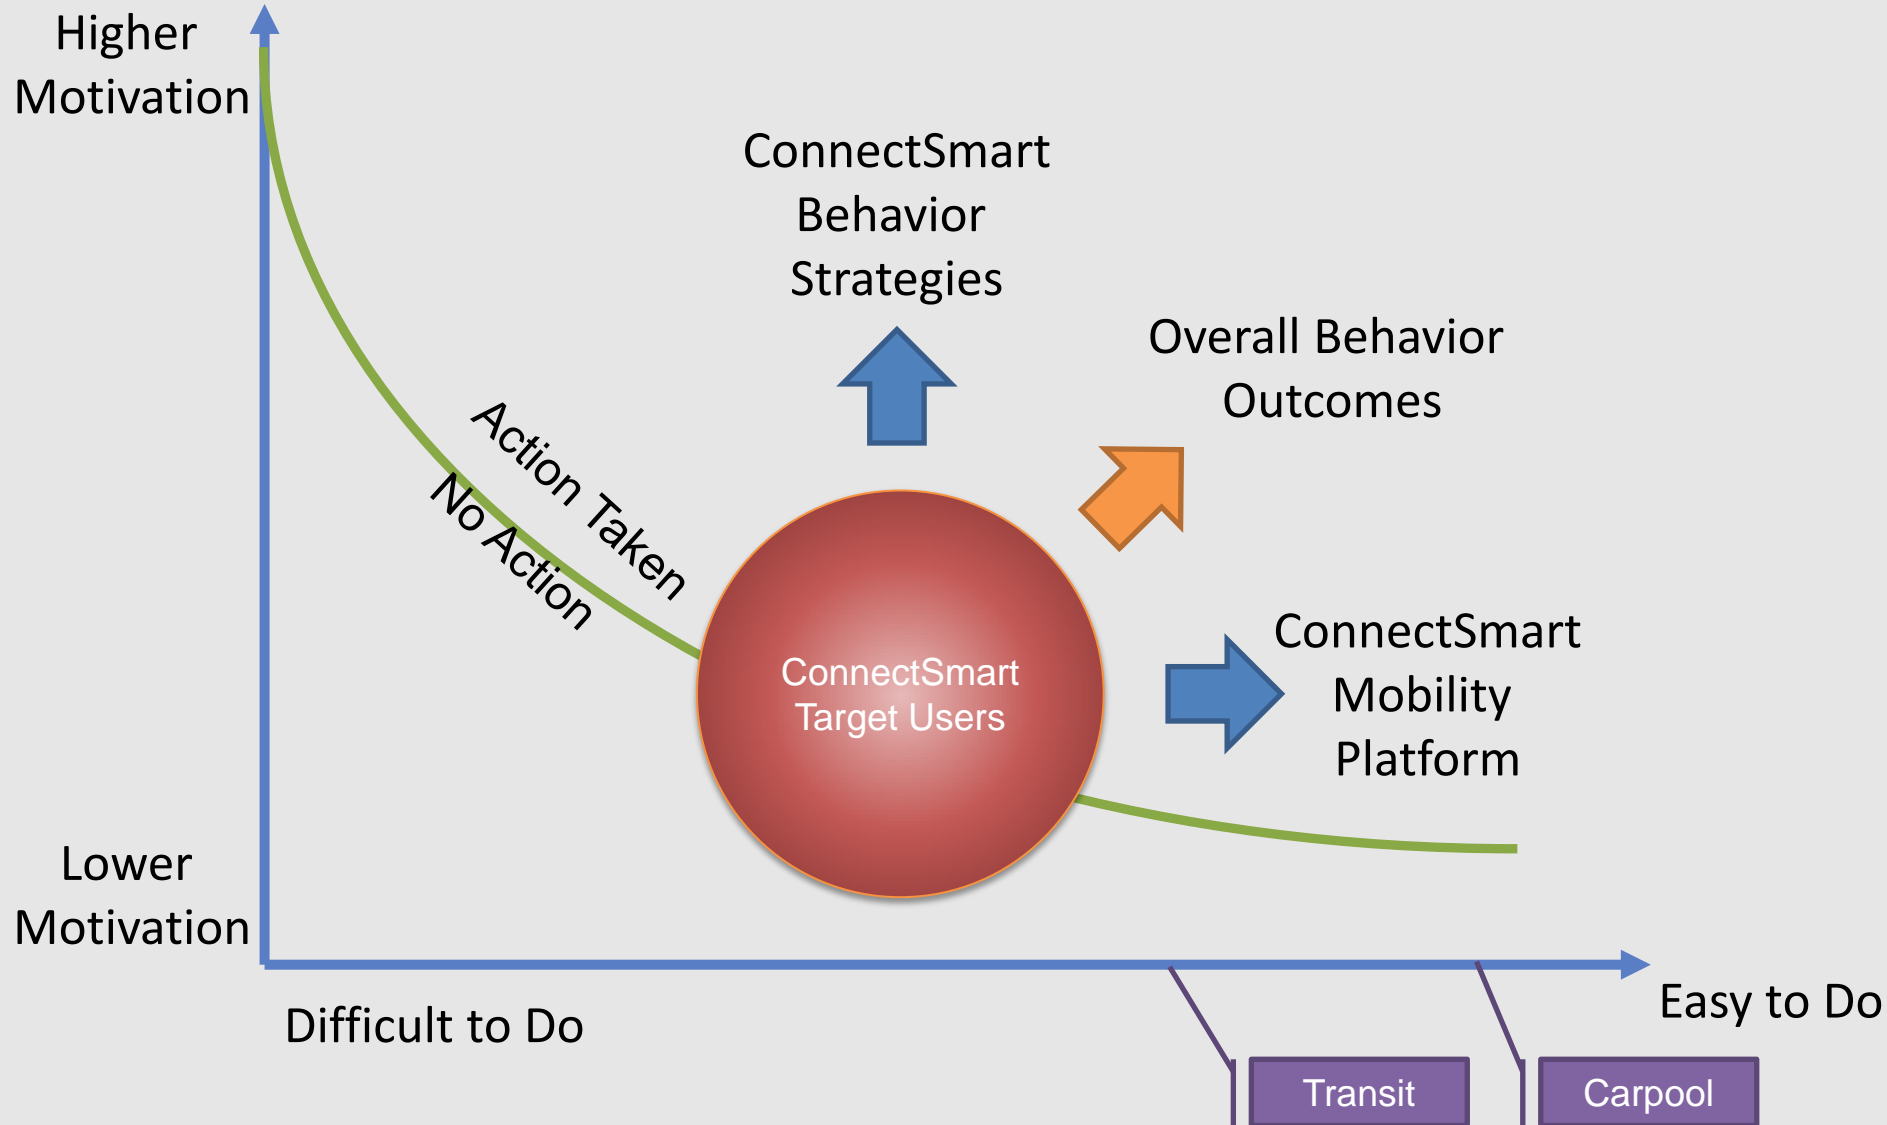 Higher
Motivation
ConnectSmart
Behavior
Strategies
Overall Behavior
Outcomes
Action Taken
No Action
ConnectSmart
Target Users
ConnectSmart
Mobility
Platform
Lower
Motivation
Difficult to Do
Easy to Do
Transit
Carpool